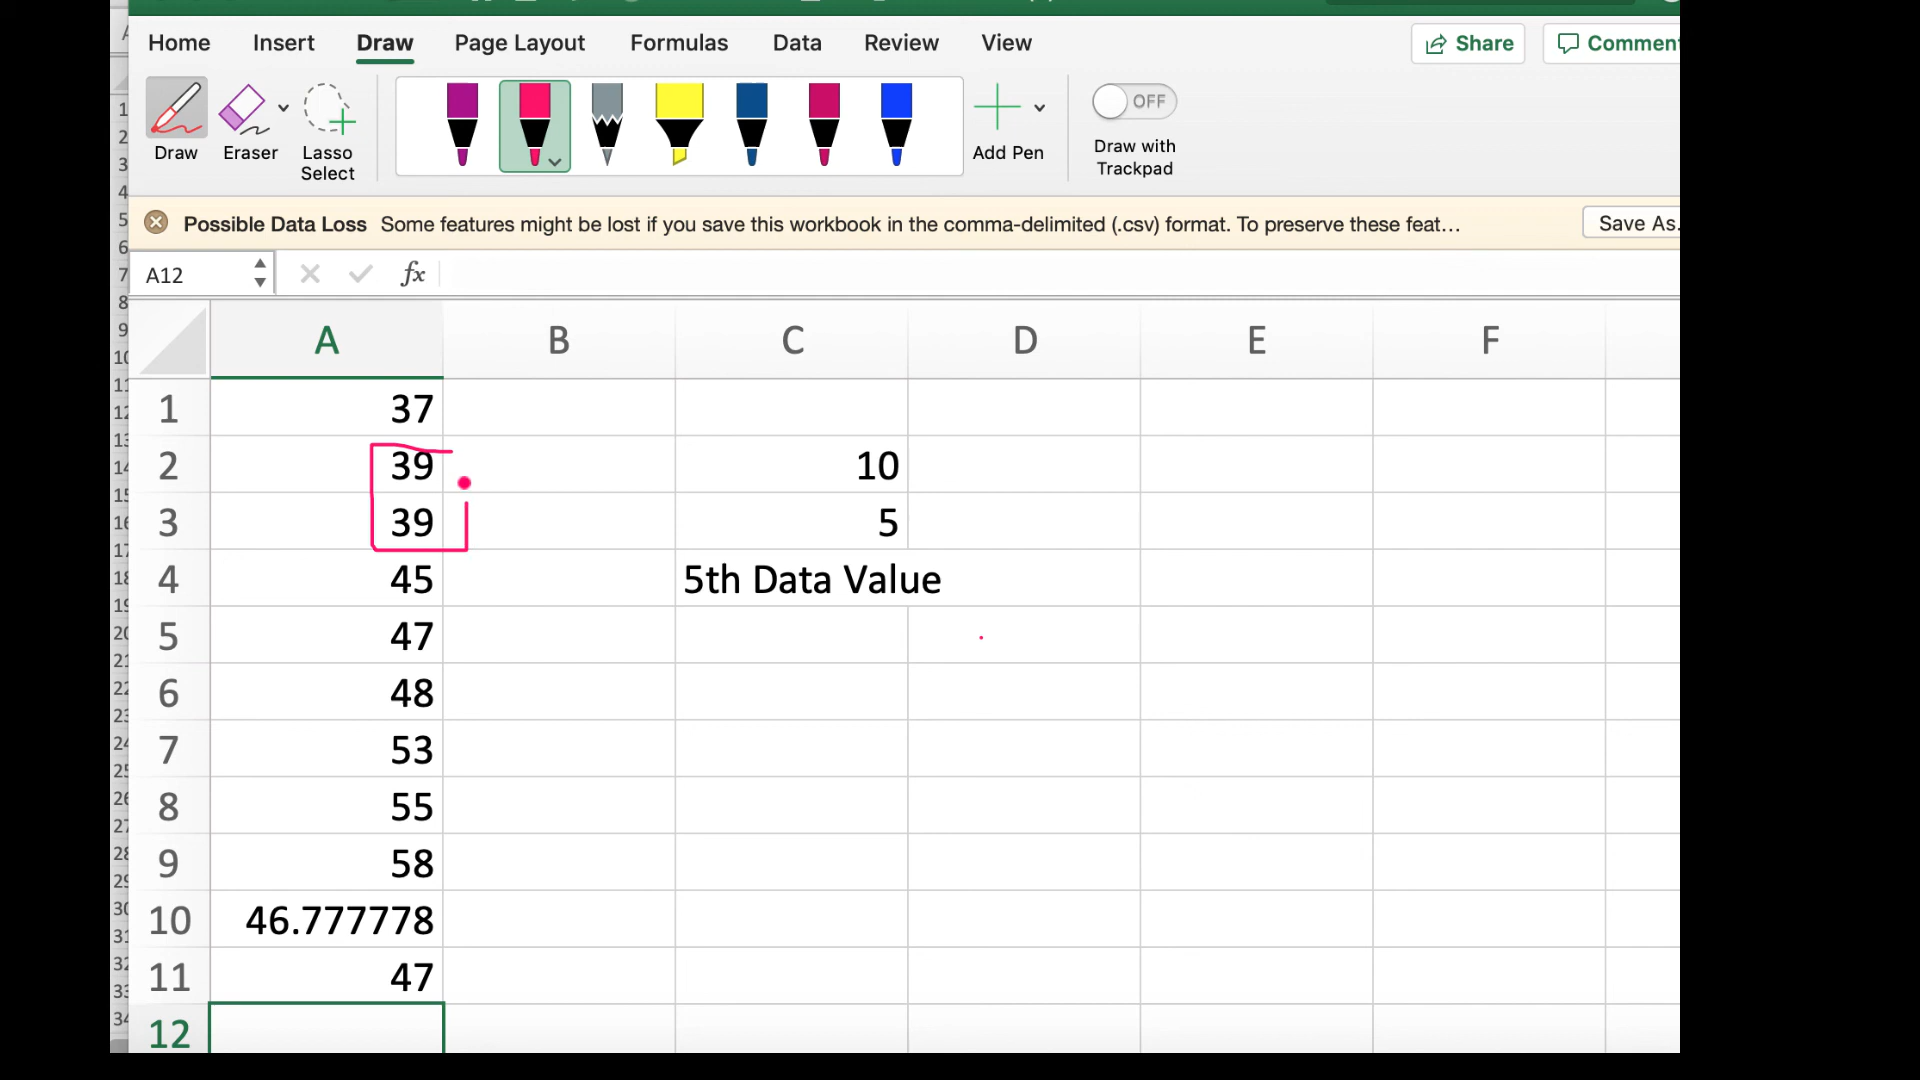 Home Insert Draw Page Layout Formulas Data Review View Share
Draw Eraser Lasso Select Add Pen OFF Draw with Trackpad
Possible Data Loss Some features might be lost if you save this workbook in the comma-delimited (.csv) format. To preserve these feat… Save As.
A12 fx
A B C D E F
1 37
2 39 10
3 39 5
4 45 5th Data Value
5 47
6 48
7 53
8 55
9 58
10 46.777778
11 47
12